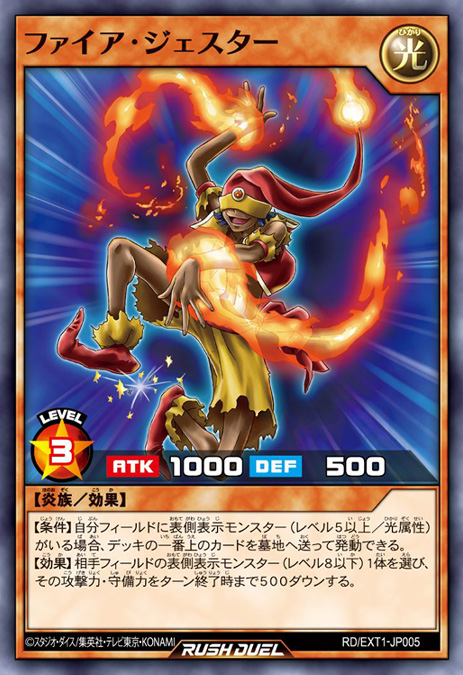 ファイア・ジェスター
ひかり
光
LEVEL
3
ATK 1000 DEF 500
【炎族／効果】
【条件】自分フィールドに表側表示モンスター（レベル５以上／光属性）
がいる場合、デッキの一番上のカードを墓地へ送って発動できる。
【効果】相手フィールドの表側表示モンスター（レベル８以下）１体を選び、
その攻撃力・守備力をターン終了時まで５００ダウンする。
©スタジオ・ダイス/集英社・テレビ東京・KONAMI
RUSH DUEL
RD/EXT1-JP005